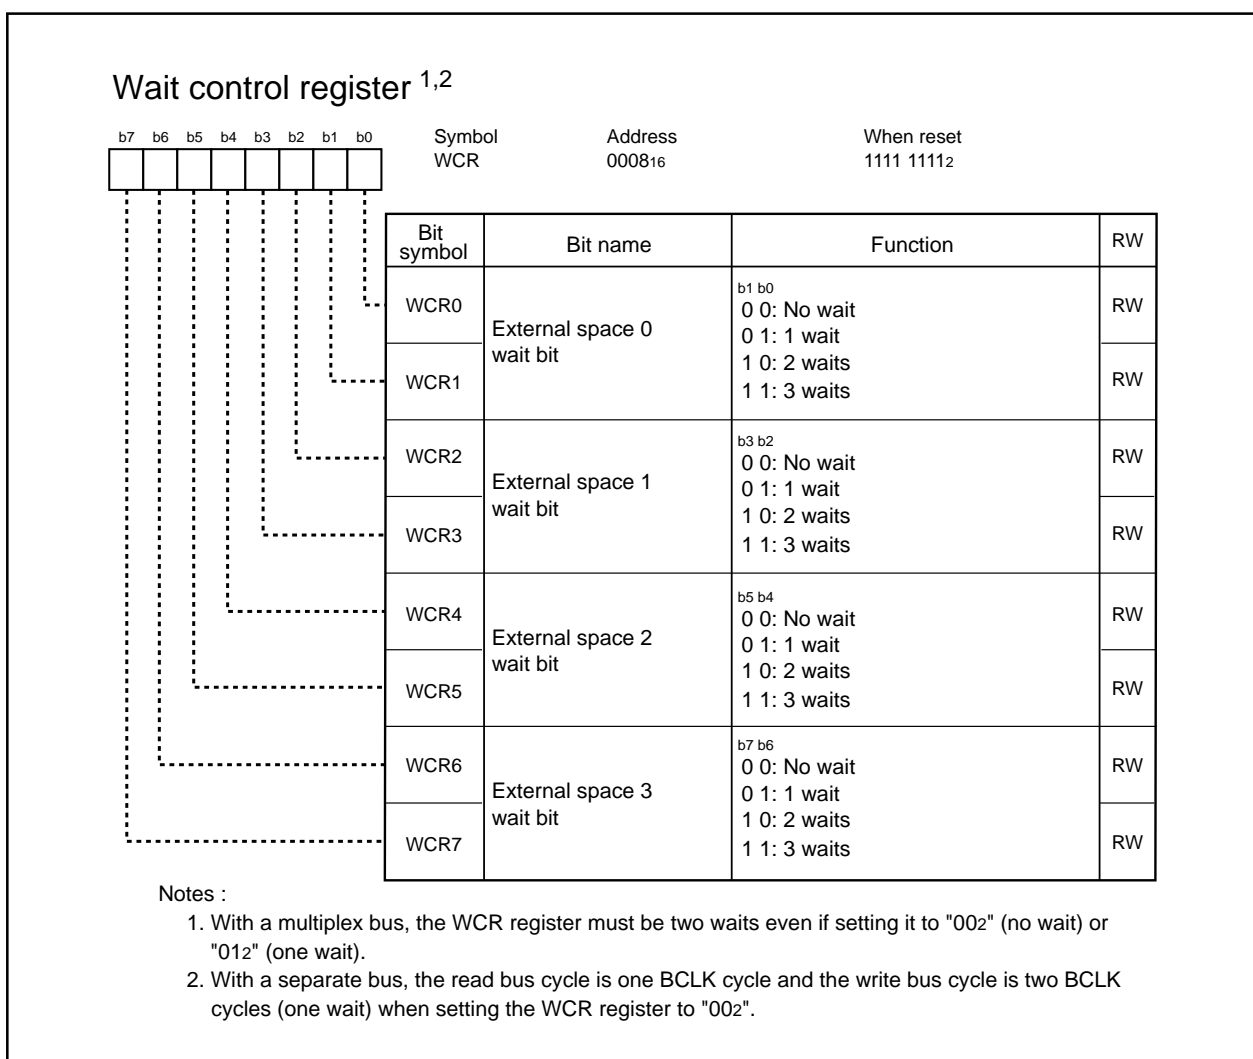 Wait control register 1,2
b7 b6 b5 b4 b3 b2 b1 b0
Symbol Address When reset
WCR 000816 1111 11112
Bit symbol Bit name Function RW
WCR0 RW
External space 0
wait bit
b1 b0
0 0: No wait
0 1: 1 wait
1 0: 2 waits
1 1: 3 waits
WCR1 RW
WCR2 RW
External space 1
wait bit
b3 b2
0 0: No wait
0 1: 1 wait
1 0: 2 waits
1 1: 3 waits
WCR3 RW
WCR4 RW
External space 2
wait bit
b5 b4
0 0: No wait
0 1: 1 wait
1 0: 2 waits
1 1: 3 waits
WCR5 RW
WCR6 RW
External space 3
wait bit
b7 b6
0 0: No wait
0 1: 1 wait
1 0: 2 waits
1 1: 3 waits
WCR7 RW
Notes :
1. With a multiplex bus, the WCR register must be two waits even if setting it to "002" (no wait) or
"012" (one wait).
2. With a separate bus, the read bus cycle is one BCLK cycle and the write bus cycle is two BCLK
cycles (one wait) when setting the WCR register to "002".